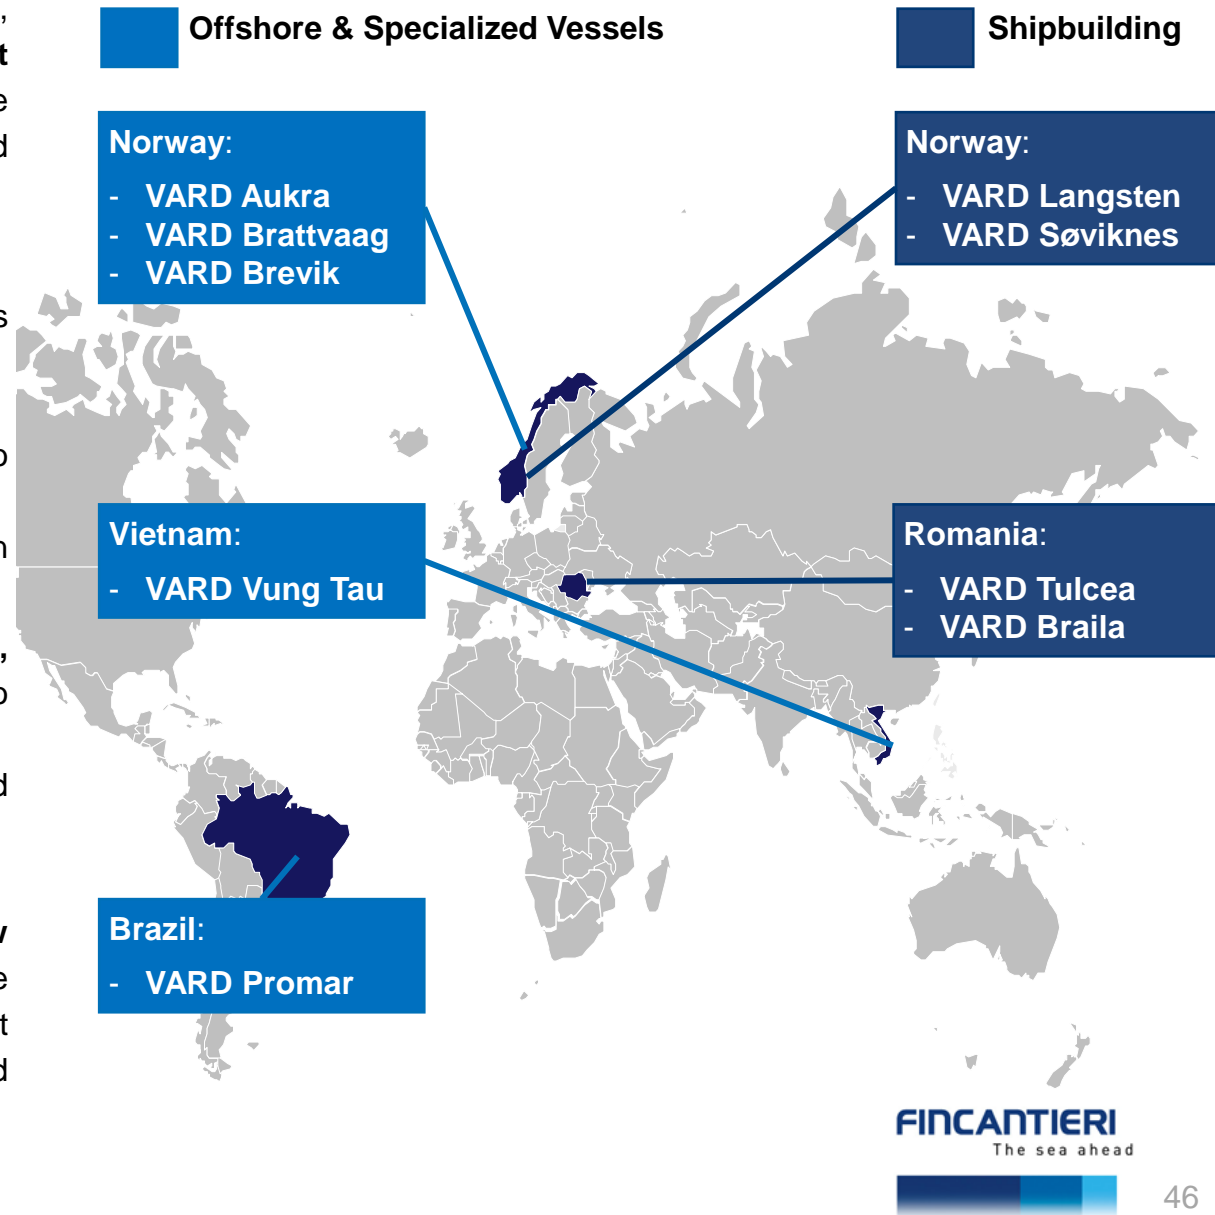 ,
t
e
d
s
o
n
,
o
d
w
e
t
d
Offshore & Specialized Vessels
Shipbuilding
Norway:
- VARD Aukra
- VARD Brattvaag
- VARD Brevik
Norway:
- VARD Langsten
- VARD Søviknes
Vietnam:
- VARD Vung Tau
Romania:
- VARD Tulcea
- VARD Braila
Brazil:
- VARD Promar
FINCANTIERI
The sea ahead
46